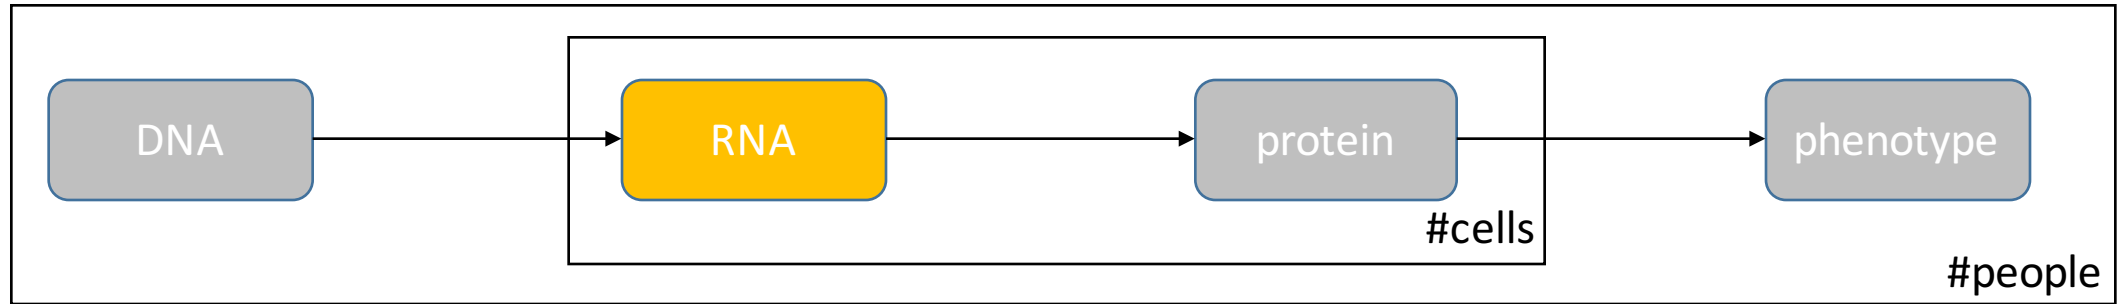 DNA
RNA
protein
phenotype
#cells
#people